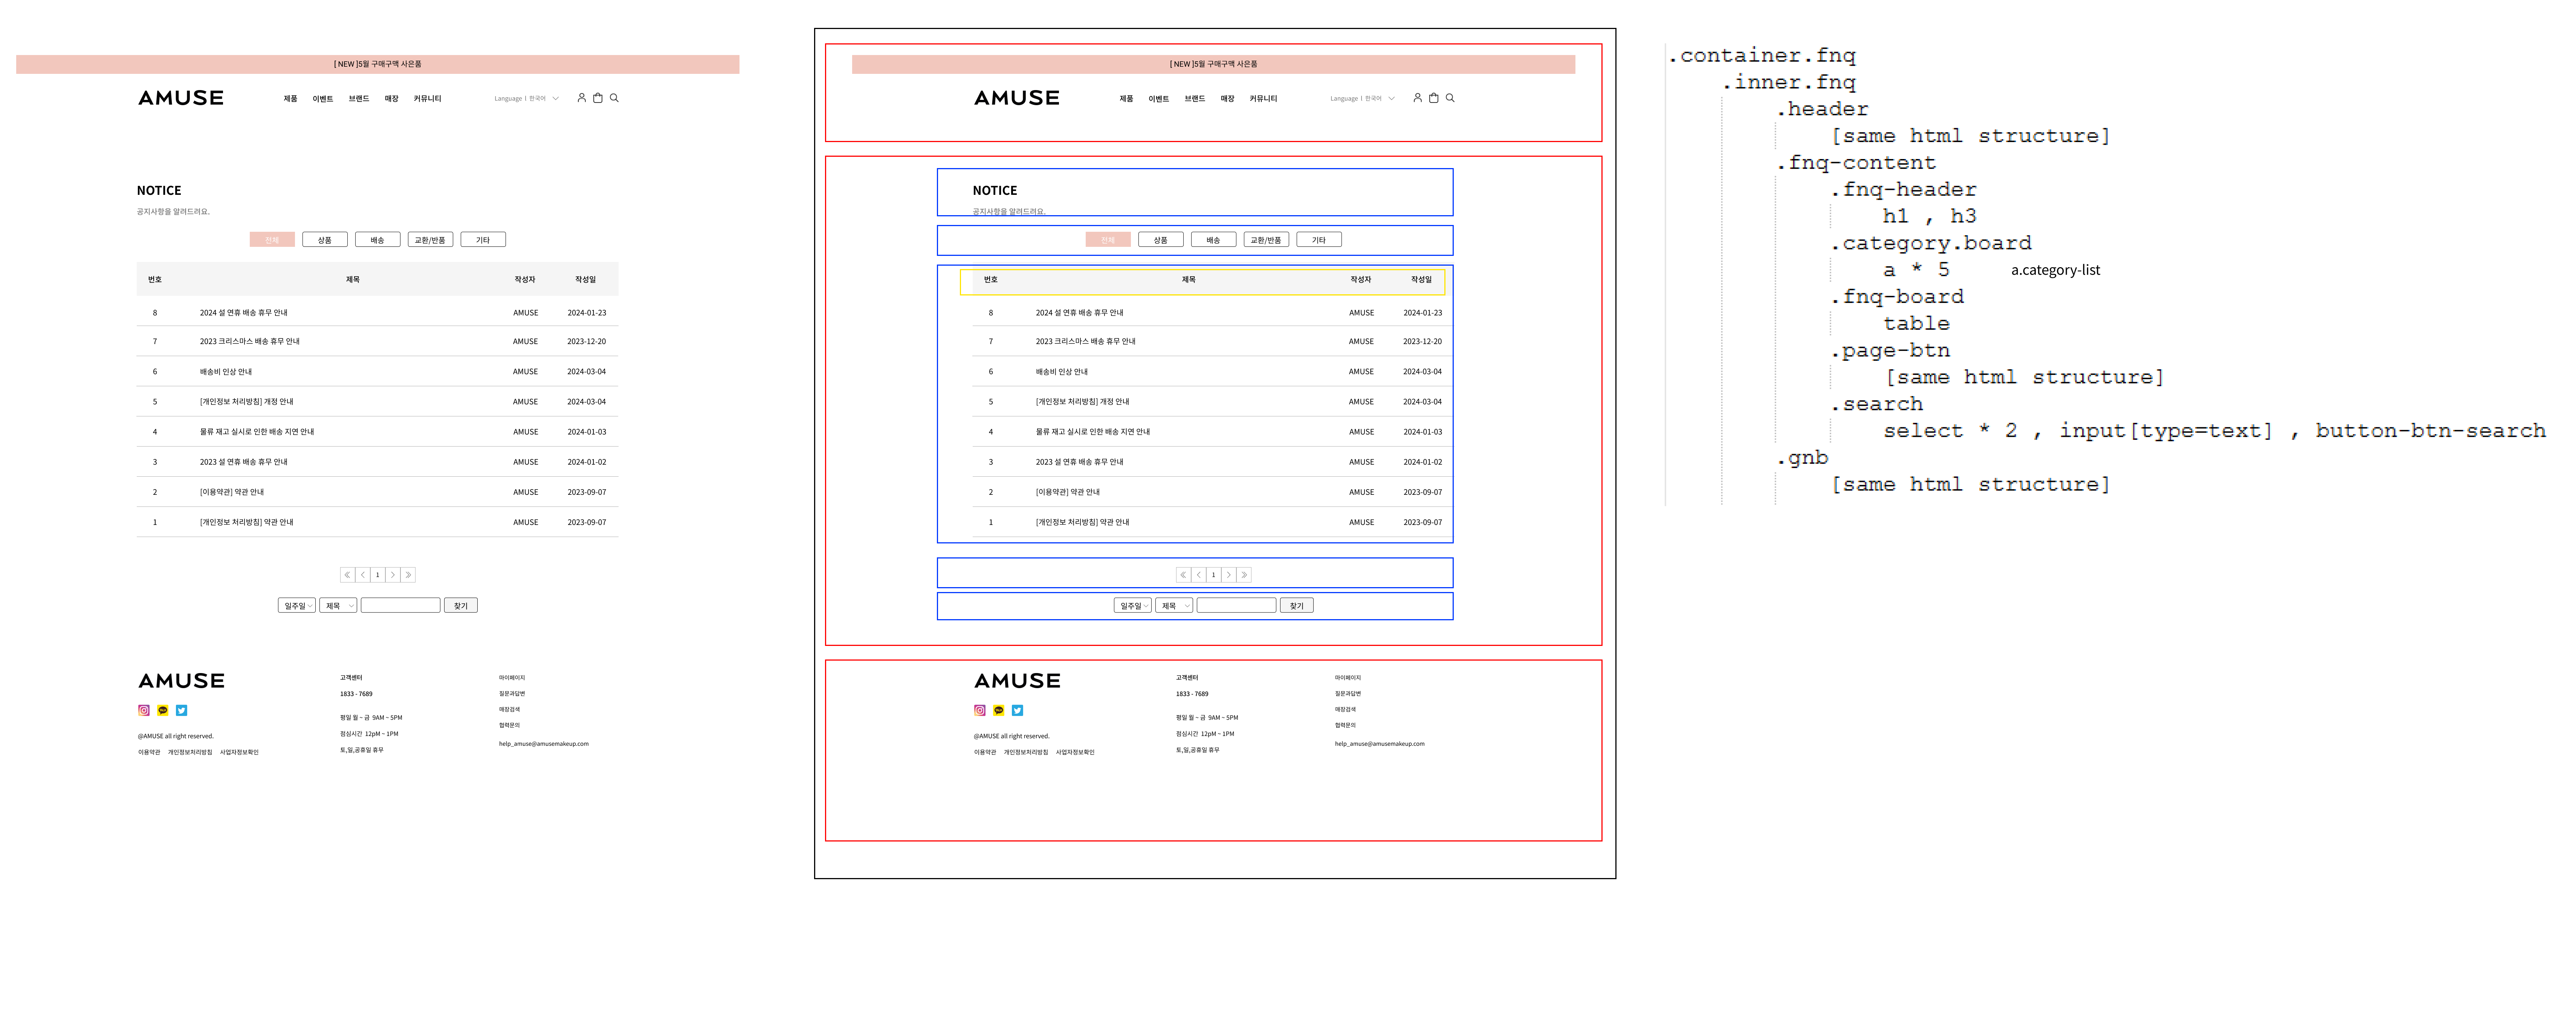 [ NEW ]5월 구매구액 사은품
AMUSE 제품 이벤트 브랜드 매장 커뮤니티 Language | 한국어
NOTICE
공지사항을 알려드려요.
전체 상품 배송 교환/반품 기타
번호 제목 작성자 작성일
8 2024 설 연휴 배송 휴무 안내 AMUSE 2024-01-23
7 2023 크리스마스 배송 휴무 안내 AMUSE 2023-12-20
6 배송비 인상 안내 AMUSE 2024-03-04
5 [개인정보 처리방침] 개정 안내 AMUSE 2024-03-04
4 물류 재고 실시로 인한 배송 지연 안내 AMUSE 2024-01-03
3 2023 설 연휴 배송 휴무 안내 AMUSE 2024-01-02
2 [이용약관] 약관 안내 AMUSE 2023-09-07
1 [개인정보 처리방침] 약관 안내 AMUSE 2023-09-07
1
일주일 제목 찾기
AMUSE
@AMUSE all right reserved.
이용약관 개인정보처리방침 사업자정보확인
고객센터
1833 - 7689
평일 월 ~ 금 9AM ~ 5PM
점심시간 12pM ~ 1PM
토,일,공휴일 휴무
마이페이지
질문과답변
매장검색
협력문의
help_amuse@amusemakeup.com
[ NEW ]5월 구매구액 사은품
AMUSE 제품 이벤트 브랜드 매장 커뮤니티 Language | 한국어
NOTICE
공지사항을 알려드려요.
전체 상품 배송 교환/반품 기타
번호 제목 작성자 작성일
8 2024 설 연휴 배송 휴무 안내 AMUSE 2024-01-23
7 2023 크리스마스 배송 휴무 안내 AMUSE 2023-12-20
6 배송비 인상 안내 AMUSE 2024-03-04
5 [개인정보 처리방침] 개정 안내 AMUSE 2024-03-04
4 물류 재고 실시로 인한 배송 지연 안내 AMUSE 2024-01-03
3 2023 설 연휴 배송 휴무 안내 AMUSE 2024-01-02
2 [이용약관] 약관 안내 AMUSE 2023-09-07
1 [개인정보 처리방침] 약관 안내 AMUSE 2023-09-07
1
일주일 제목 찾기
AMUSE
@AMUSE all right reserved.
이용약관 개인정보처리방침 사업자정보확인
고객센터
1833 - 7689
평일 월 ~ 금 9AM ~ 5PM
점심시간 12pM ~ 1PM
토,일,공휴일 휴무
마이페이지
질문과답변
매장검색
협력문의
help_amuse@amusemakeup.com
.container.fnq
.inner.fnq
.header
[same html structure]
.fnq-content
.fnq-header
h1 , h3
.category.board
a * 5 a.category-list
.fnq-board
table
.page-btn
[same html structure]
.search
select * 2 , input[type=text] , button-btn-search
.gnb
[same html structure]